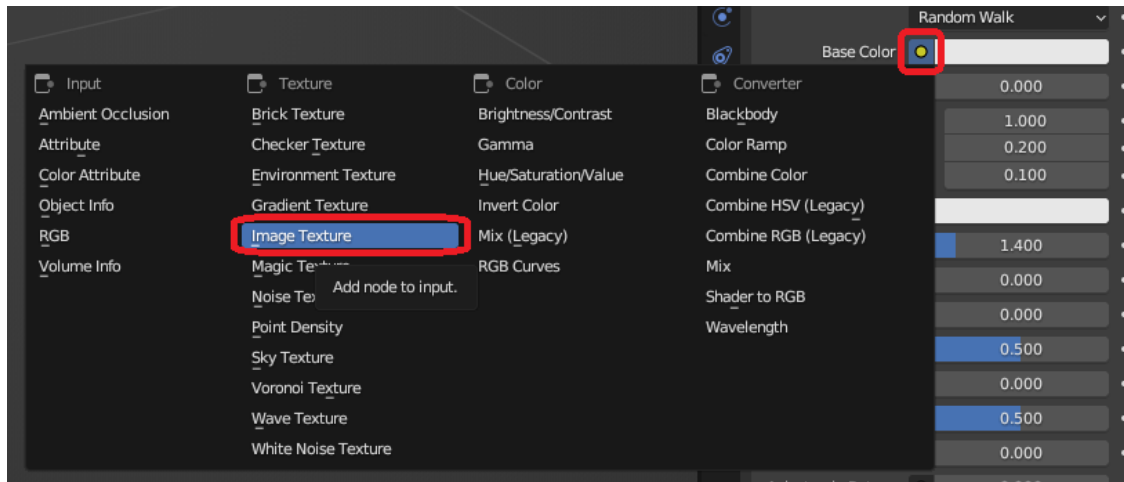 Random Walk
Base Color
Input
Ambient Occlusion
Attribute
Color Attribute
Object Info
RGB
Volume Info
Texture
Brick Texture
Checker Texture
Environment Texture
Gradient Texture
Image Texture
Magic Texture
Noise Tex
Point Density
Sky Texture
Voronoi Texture
Wave Texture
White Noise Texture
Add node to input.
Color
Brightness/Contrast
Gamma
Hue/Saturation/Value
Invert Color
Mix (Legacy)
RGB Curves
Converter
Blackbody
Color Ramp
Combine Color
Combine HSV (Legacy)
Combine RGB (Legacy)
Mix
Shader to RGB
Wavelength
0.000
1.000
0.200
0.100
1.400
0.000
0.000
0.500
0.000
0.500
0.000